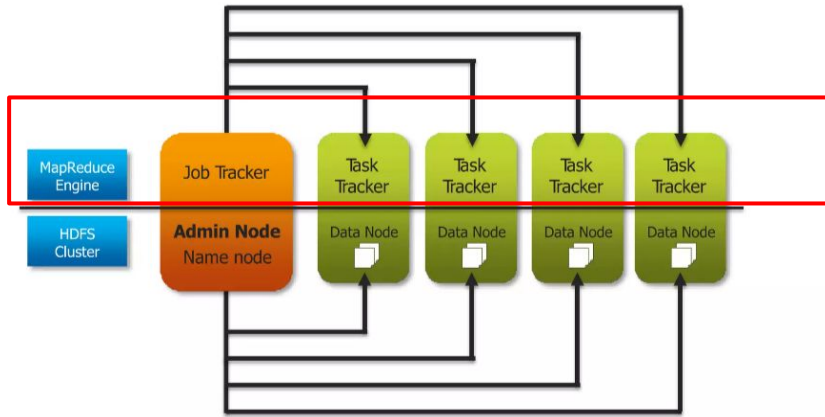 MapReduce
Engine
Job Tracker
Task
Tracker
Task
Tracker
Task
Tracker
Task
Tracker
HDFS
Cluster
Admin Node
Name node
Data Node
Data Node
Data Node
Data Node